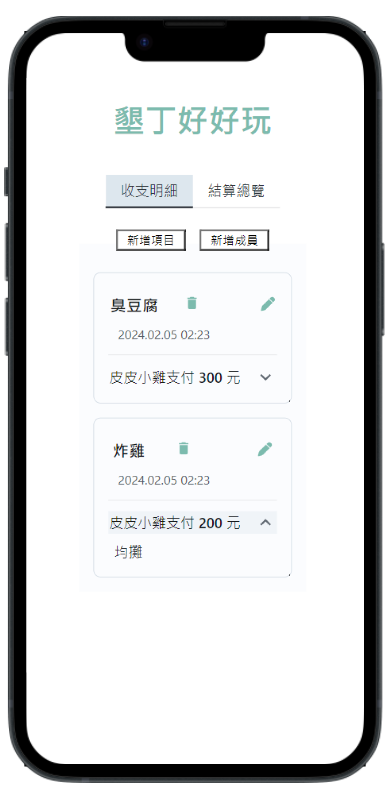 墾丁好好玩
收支明細 結算總覽
新增項目 新增成員
臭豆腐
2024.02.05 02:23
皮皮小雞支付 300 元
炸雞
2024.02.05 02:23
皮皮小雞支付 200 元
均攤